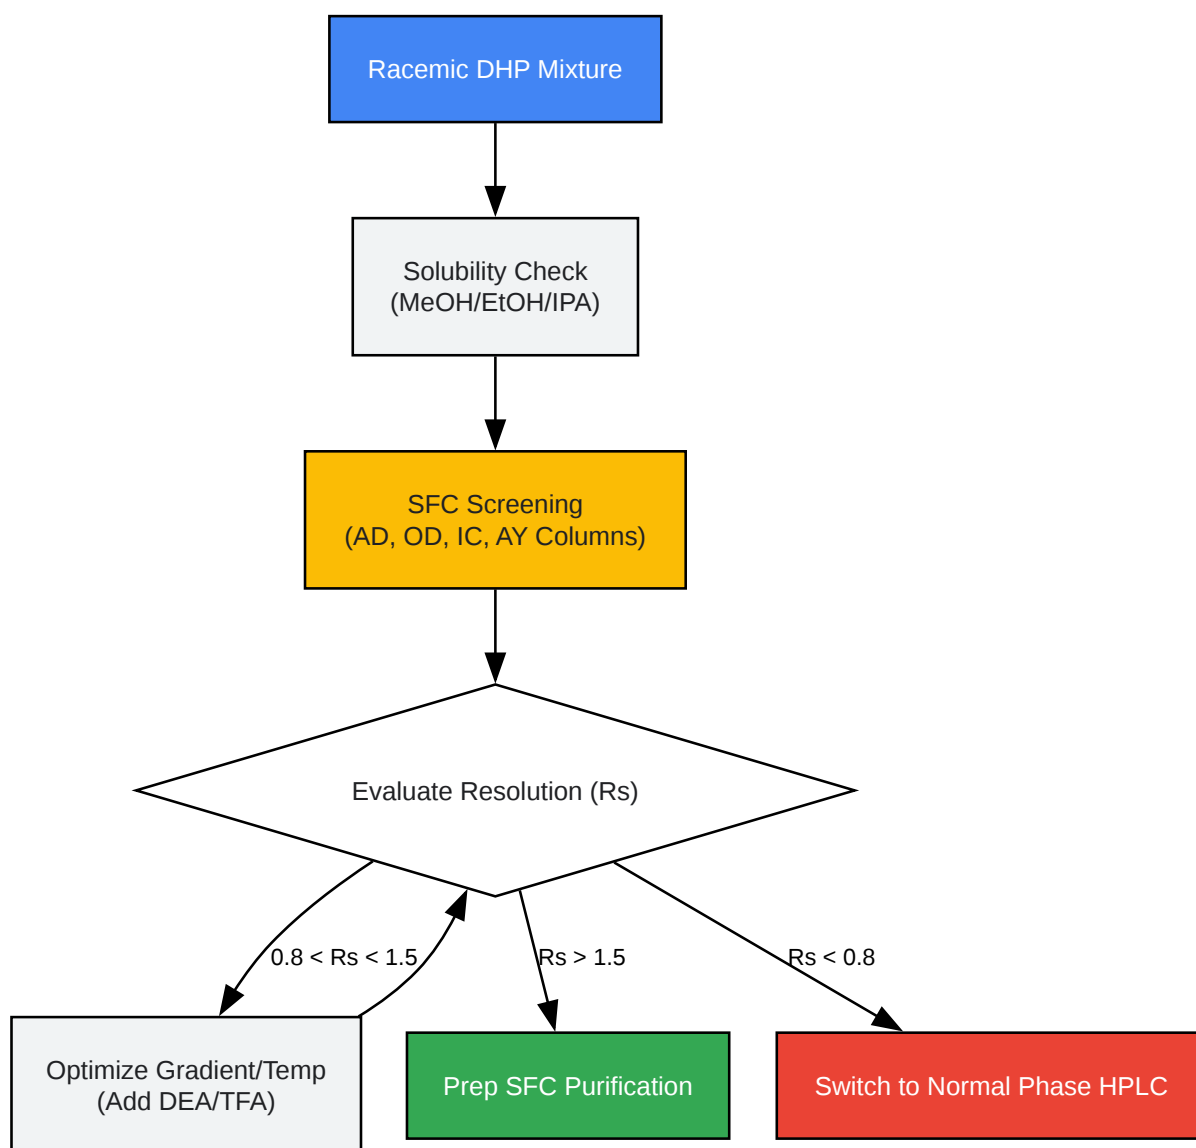 Racemic DHP Mixture
Solubility Check
(MeOH/EtOH/IPA)
SFC Screening
(AD, OD, IC, AY Columns)
Evaluate Resolution (Rs)
0.8 < Rs < 1.5
Rs > 1.5
Rs < 0.8
Optimize Gradient/Temp
(Add DEA/TFA)
Prep SFC Purification
Switch to Normal Phase HPLC